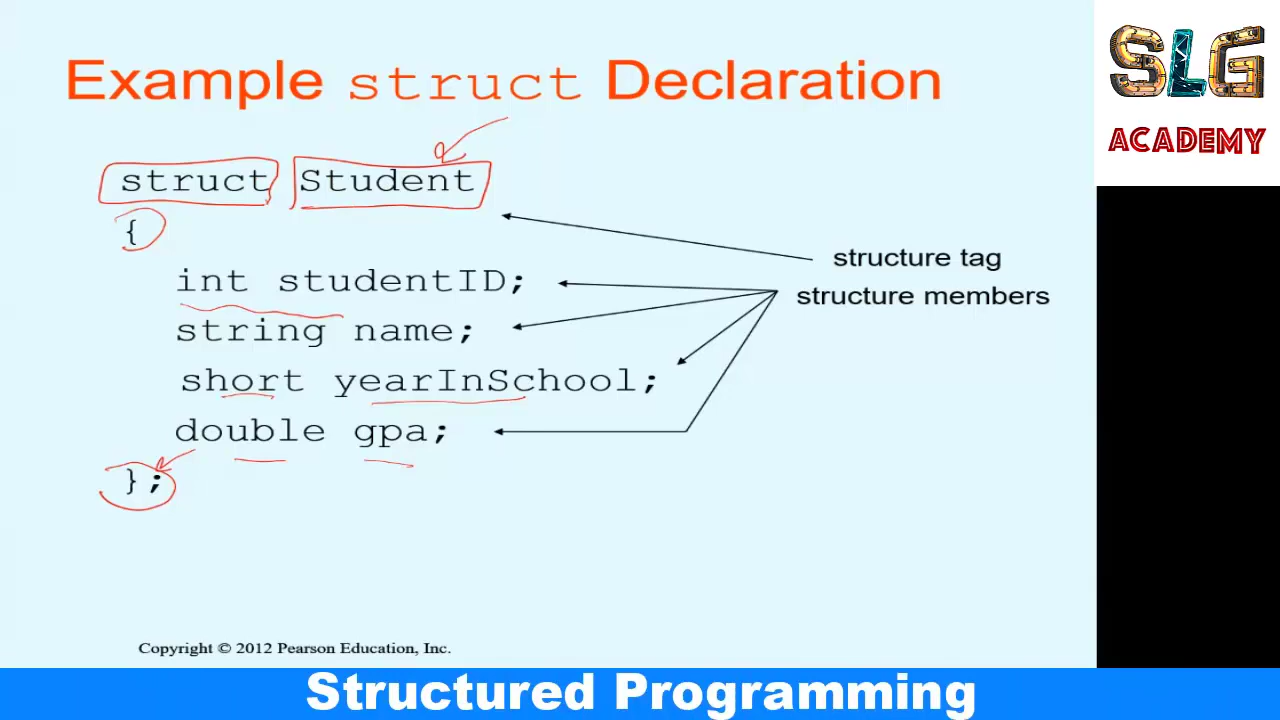 Example struct Declaration
SLG
ACADEMY
struct Student
{
int studentID;
string name;
short yearInSchool;
double gpa;
};
structure tag
structure members
Copyright © 2012 Pearson Education, Inc.
Structured Programming